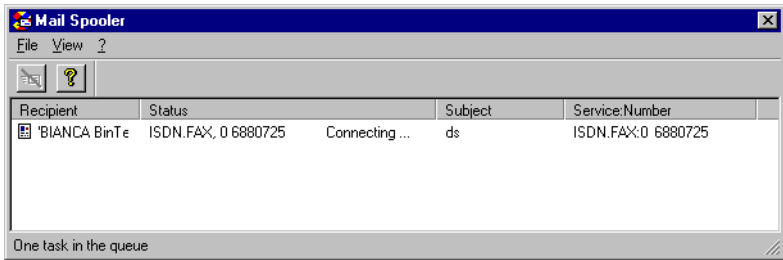 Mail Spooler
File View ?
Recipient Status Subject Service:Number
'BIANCA BinTe ISDN.FAX, 0 6880725 Connecting ... ds ISDN.FAX:0 6880725
One task in the queue